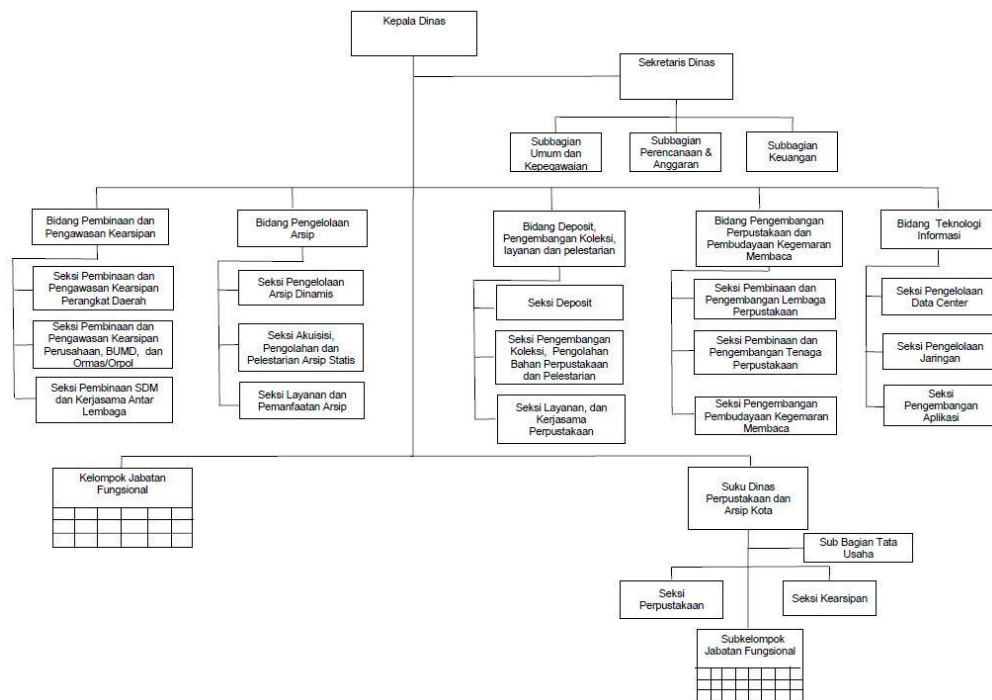 Kepala Dinas
Sekretaris Dinas
Subbagian
Umum dan
Kepegawaian
Subbagian
Perencanaan &
Anggaran
Subbagian
Keuangan
Bidang Pembinaan dan
Pengawasan Kearsipan
Seksi Pembinaan dan
Pengawasan Kearsipan
Perangkat Daerah
Seksi Pembinaan dan
Pengawasan Kearsipan
Perusahaan, BUMD, dan
Ormas/Orpol
Seksi Pembinaan SDM
dan Kerjasama Antar
Lembaga
Bidang Pengelolaan
Arsip
Seksi Pengelolaan
Arsip Dinamis
Seksi Akuisisi,
Pengolahan dan
Pelestarian Arsip Statis
Seksi Layanan dan
Pemanfaatan Arsip
Bidang Deposit,
Pengembangan Koleksi,
layanan dan pelestarian
Seksi Deposit
Seksi Pengembangan
Koleksi, Pengolahan
Bahan Perpustakaan
dan Pelestarian
Seksi Layanan, dan
Kerjasama
Perpustakaan
Bidang Pengembangan
Perpustakaan dan
Pembudayaan Kegemaran
Membaca
Seksi Pembinaan dan
Pengembangan Lembaga
Perpustakaan
Seksi Pembinaan dan
Pengembangan Tenaga
Perpustakaan
Seksi Pengembangan
Pembudayaan Kegemaran
Membaca
Bidang Teknologi
Informasi
Seksi Pengelolaan
Data Center
Seksi Pengelolaan
Jaringan
Seksi
Pengembangan
Aplikasi
Kelompok Jabatan
Fungsional
Suku Dinas
Perpustakaan dan
Arsip Kota
Sub Bagian Tata
Usaha
Seksi
Perpustakaan
Seksi Kearsipan
Subkelompok
Jabatan Fungsional